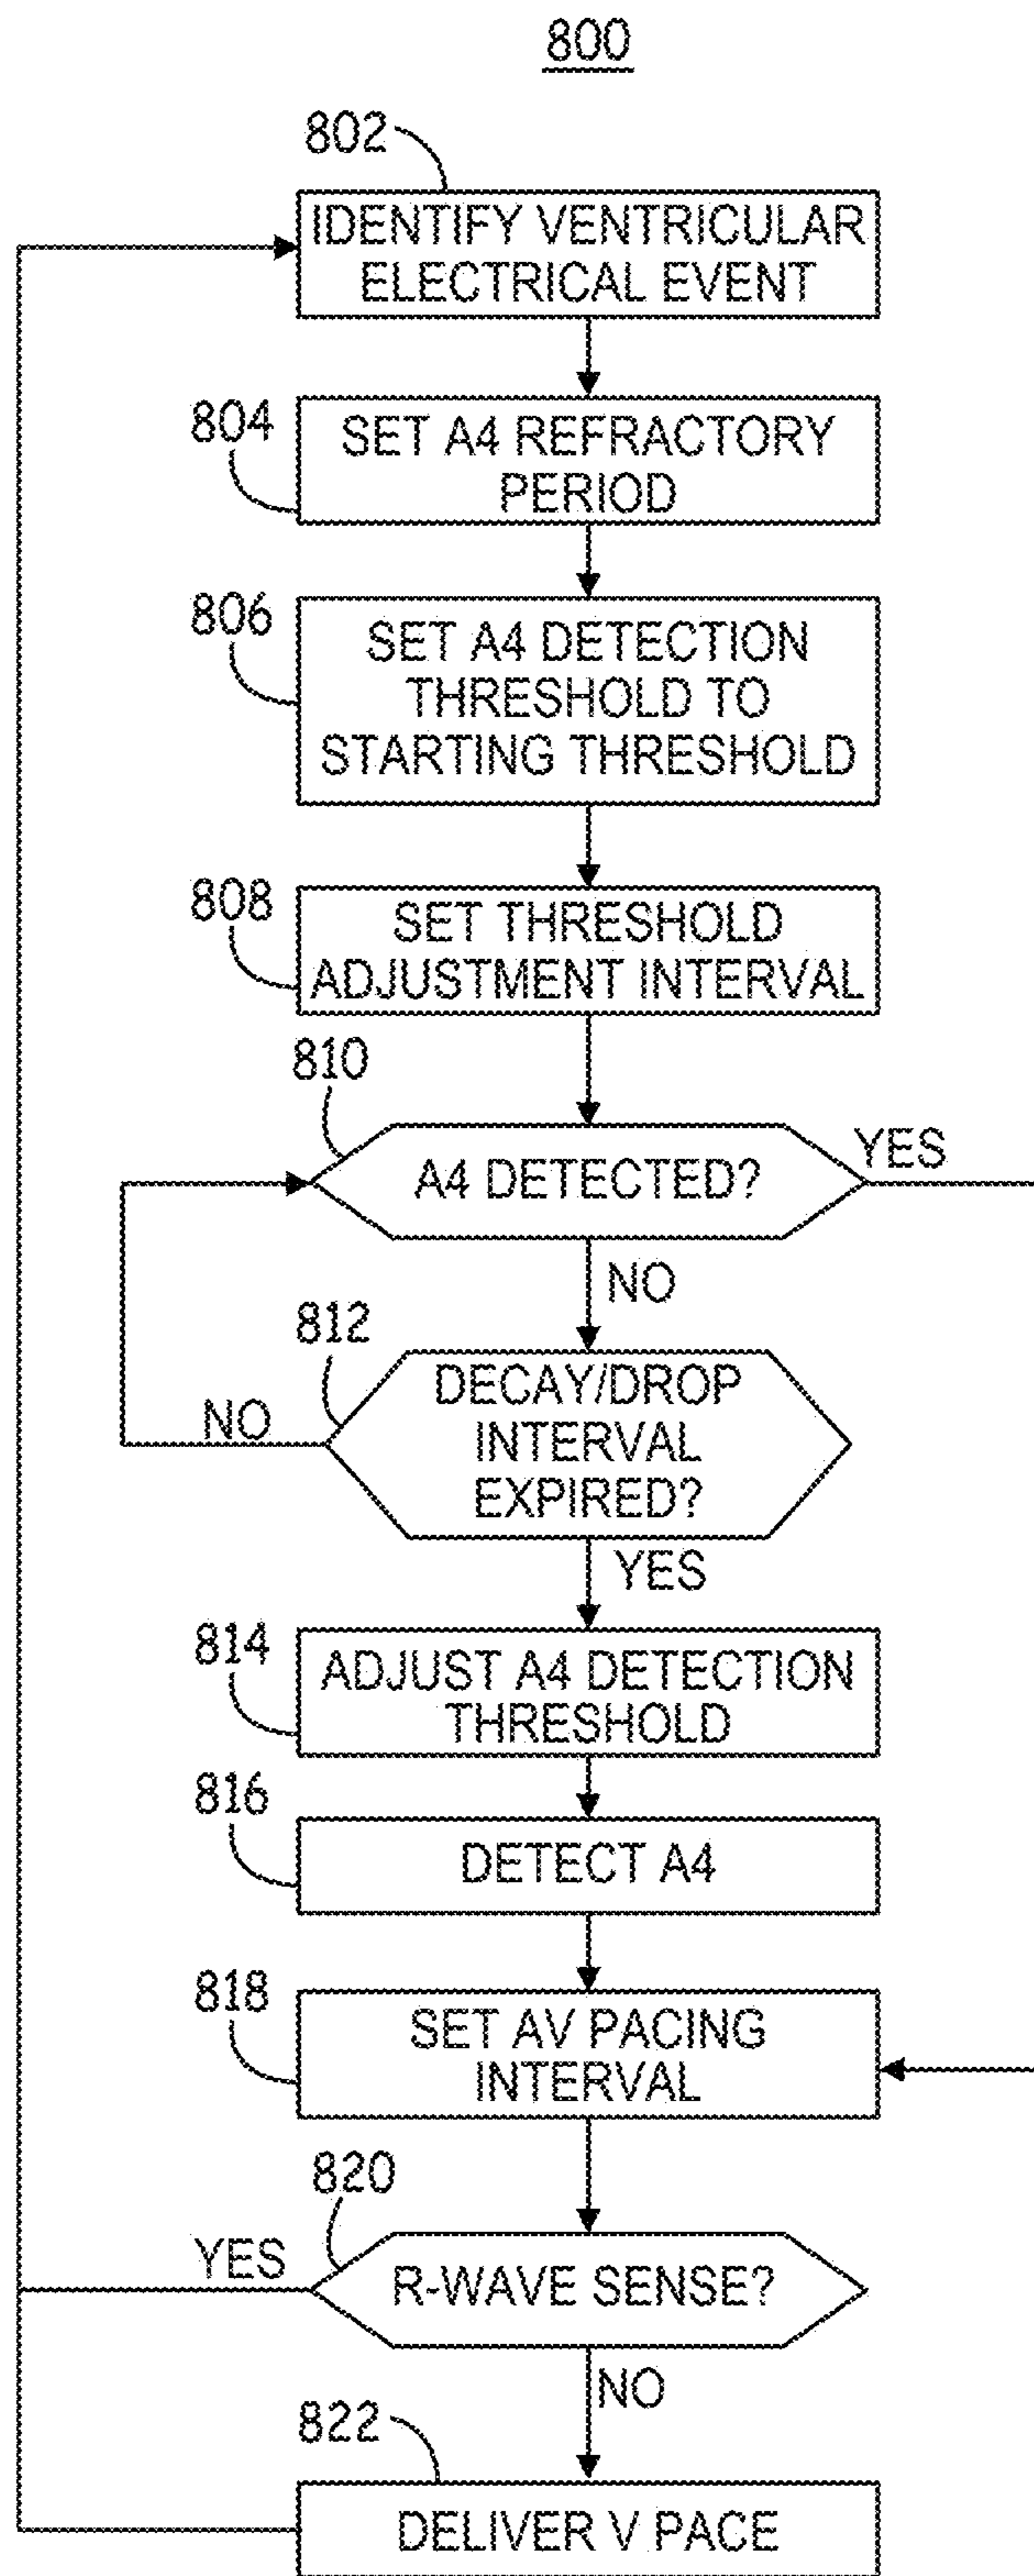 800
802
IDENTIFY VENTRICULAR
ELECTRICAL EVENT
804
SET A4 REFRACTORY
PERIOD
806
SET A4 DETECTION
THRESHOLD TO
STARTING THRESHOLD
808
SET THRESHOLD
ADJUSTMENT INTERVAL
810
A4 DETECTED?
YES
NO
812
DECAY/DROP
INTERVAL
EXPIRED?
NO
YES
814
ADJUST A4 DETECTION
THRESHOLD
816
DETECT A4
818
SET AV PACING
INTERVAL
820
YES
R-WAVE SENSE?
NO
822
DELIVER V PACE